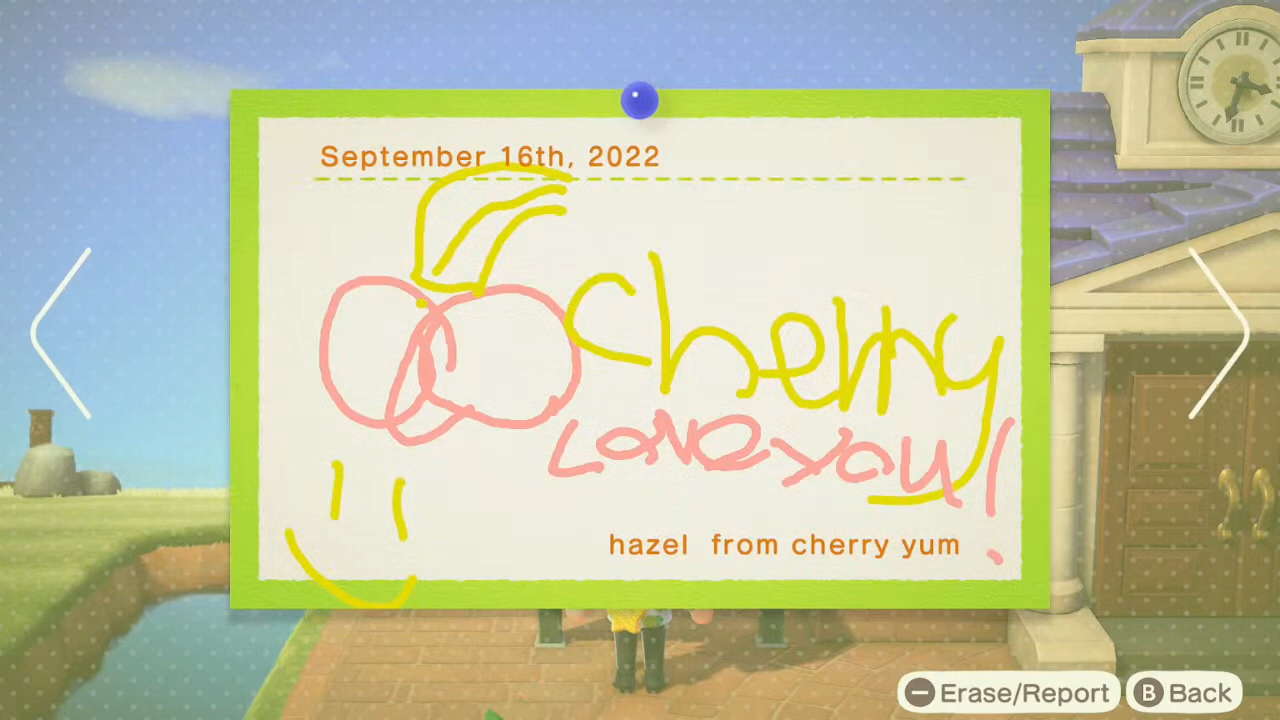 September 16th, 2022
cherry
Love you!
hazel from cherry yum
Erase/Report
B Back